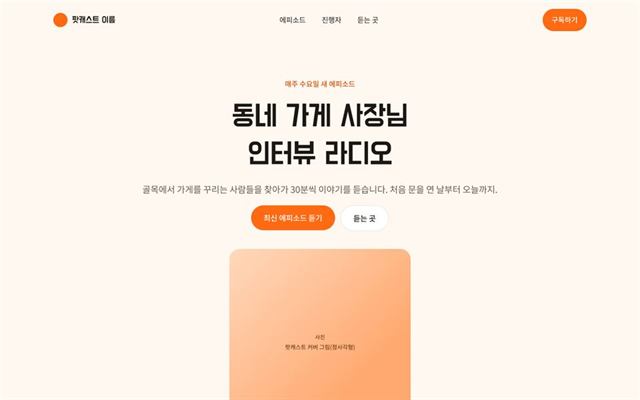 팟캐스트 이름
에피소드 진행자 듣는 곳
구독하기
매주 수요일 새 에피소드
동네 가게 사장님
인터뷰 라디오
골목에서 가게를 꾸리는 사람들을 찾아가 30분씩 이야기를 듣습니다. 처음 문을 연 날부터 오늘까지.
최신 에피소드 듣기 듣는 곳
사진
팟캐스트 커버 그림(정사각형)